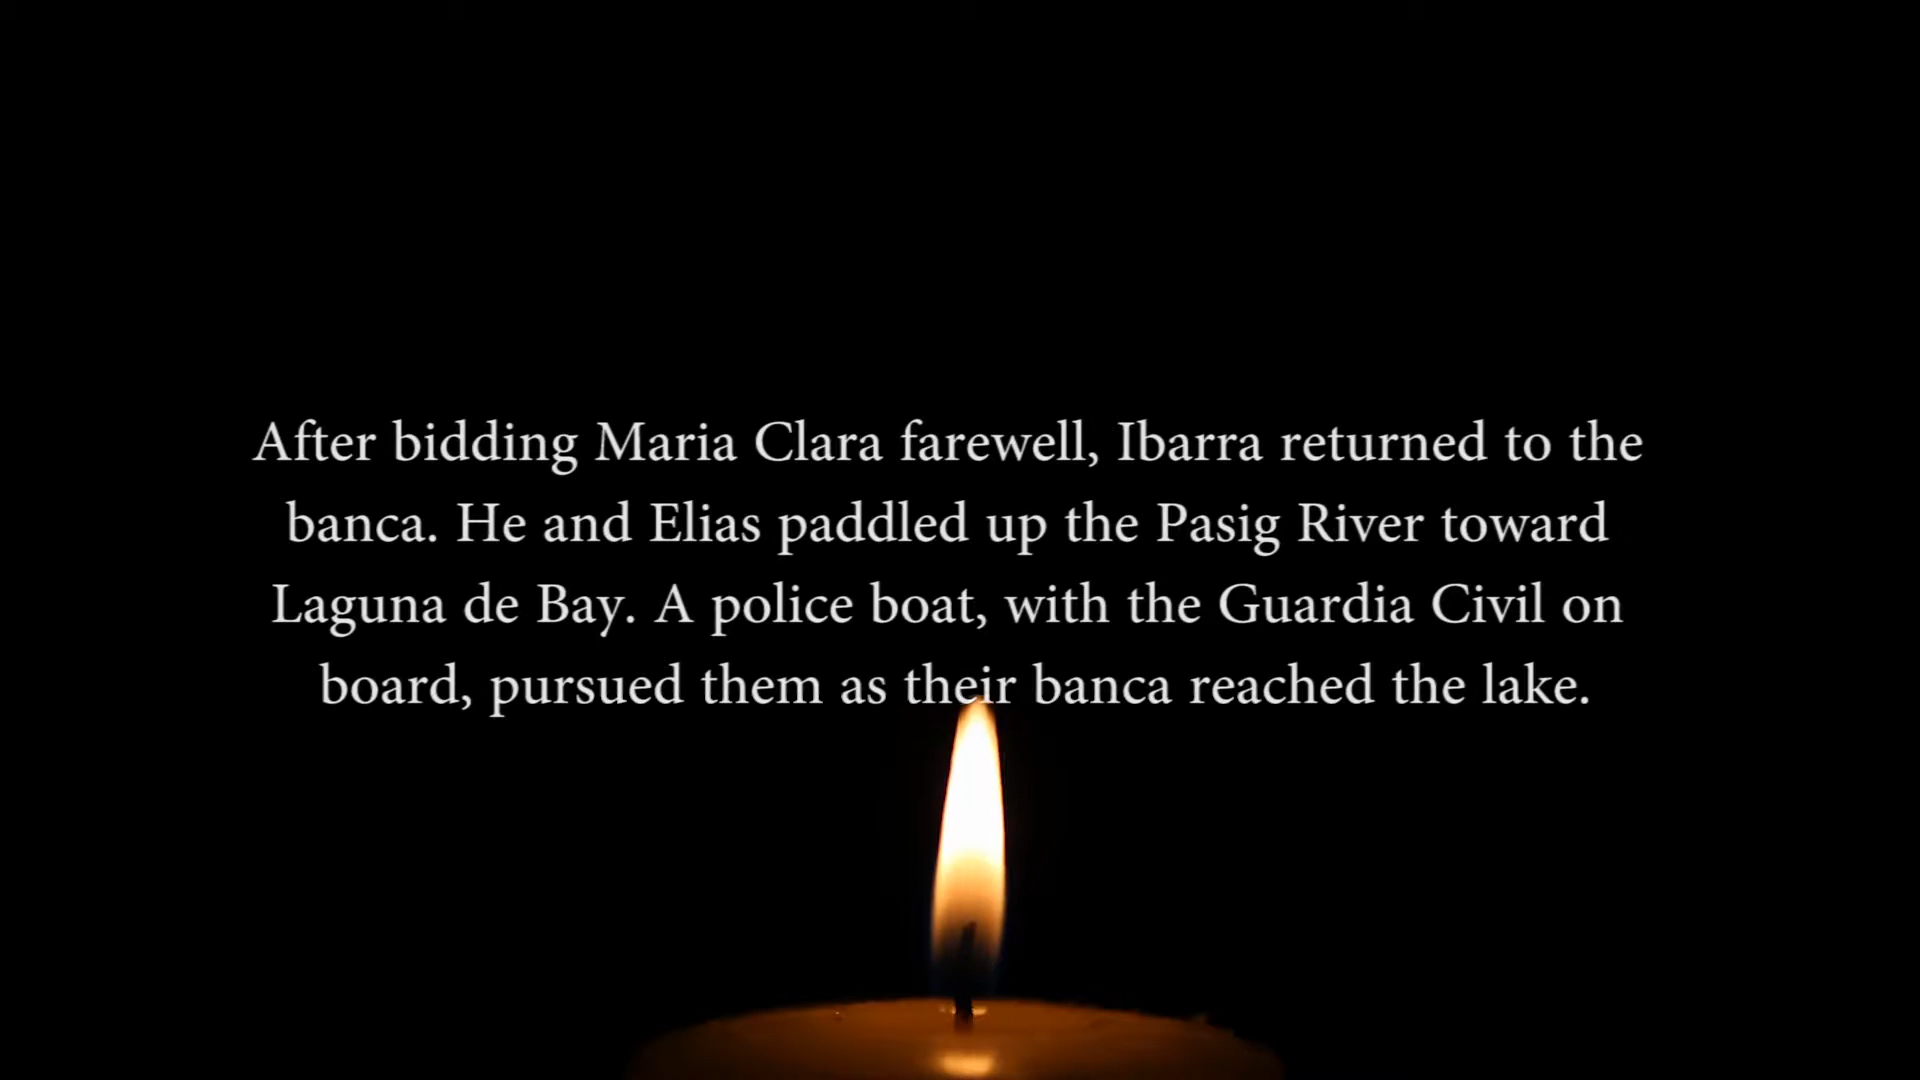 After bidding Maria Clara farewell, Ibarra returned to the
banca. He and Elias paddled up the Pasig River toward
Laguna de Bay. A police boat, with the Guardia Civil on
board, pursued them as their banca reached the lake.